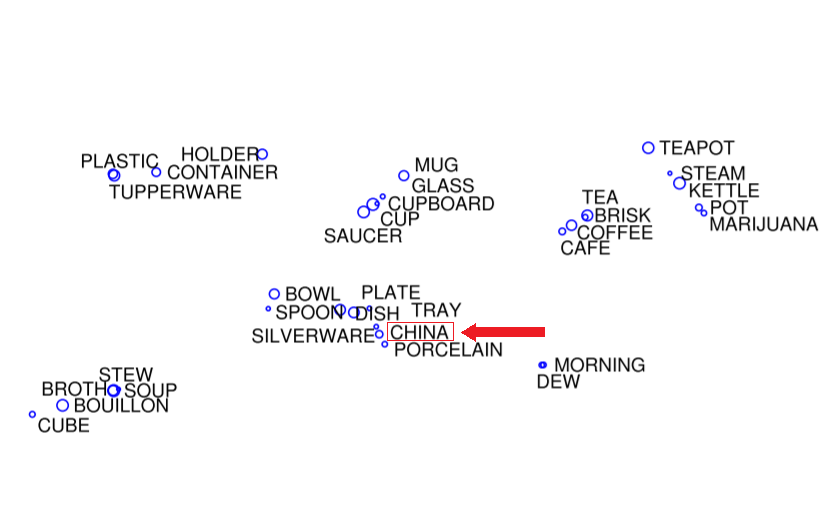 TEAPOT
PLASTIC HOLDER
MUG
CONTAINER
STEAM
GLASS
KETTLE
TUPPERWARE
TEA
CUPBOARD
POT
CUP
BRISK
MARIJUANA
SAUCER
COFFEE
CAFE
BOWL PLATE
SPOON DISH TRAY
SILVERWARE CHINA
PORCELAIN
MORNING
STEW
DEW
BROTH SOUP
BOUILLON
CUBE